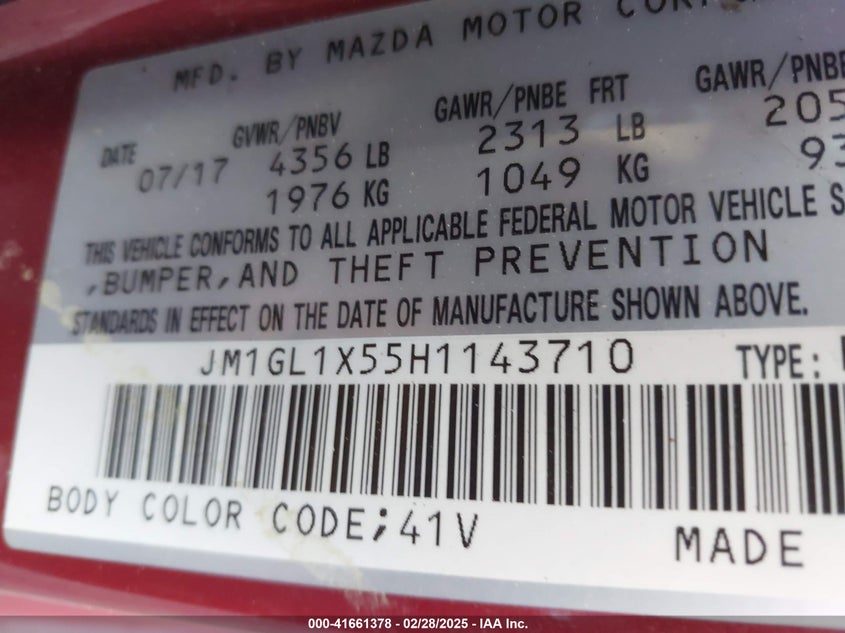 MFD. BY MAZDA MOTOR
DATE GVWR/PNBV GAWR/PNBE FRT GAWR/PNBE
07/17 4356 LB 2313 LB
1976 KG 1049 KG
THIS VEHICLE CONFORMS TO ALL APPLICABLE FEDERAL MOTOR VEHICLE
,BUMPER,AND THEFT PREVENTION
STANDARDS IN EFFECT ON THE DATE OF MANUFACTURE SHOWN ABOVE.
JM1GL1X55H1143710 TYPE:
BODY COLOR CODE;41V
MADE
000-41661378 - 02/28/2025 - IAA Inc.